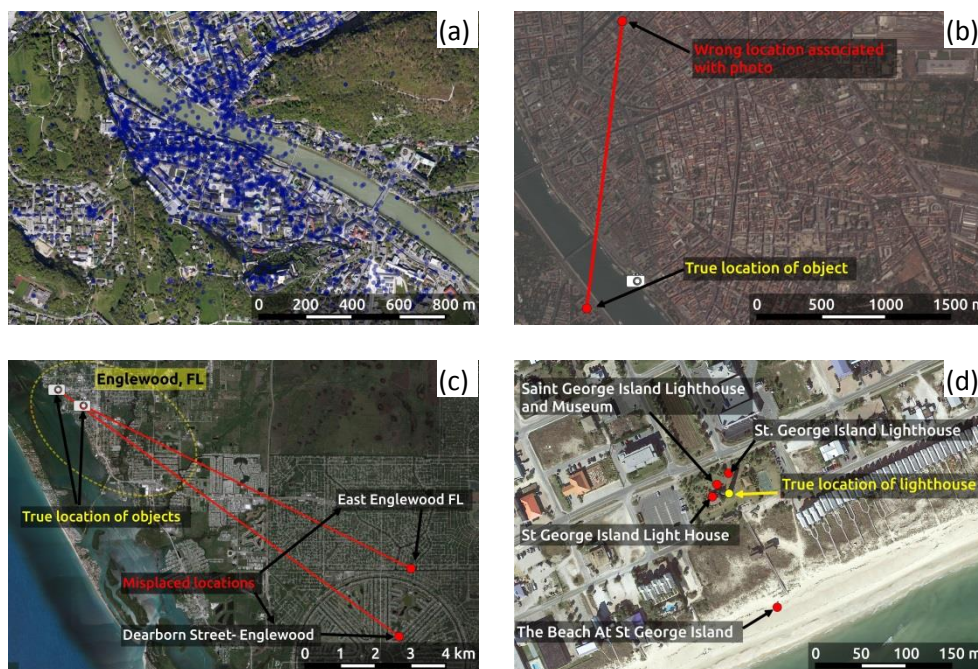 (a)
0 200 400 600 800 m
(b)
Wrong location associated
with photo
True location of object
0 500 1000 1500 m
(c)
Englewood, FL
True location of objects
East Englewood FL
Misplaced locations
Dearborn Street- Englewood
0 1 2 3 4 km
(d)
Saint George Island Lighthouse
and Museum
St. George Island Lighthouse
True location of lighthouse
St George Island Light House
The Beach At St George Island
0 50 100 150 m